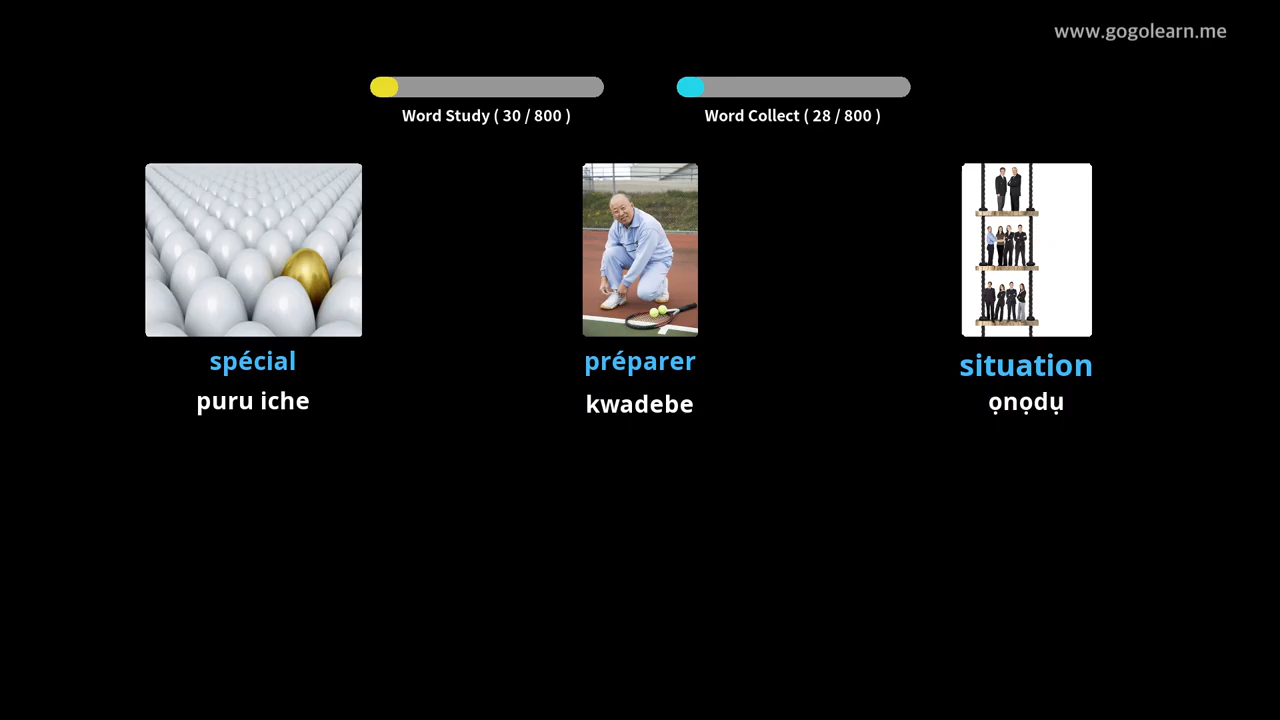 www.gogolearn.me
Word Study ( 30 / 800 )
Word Collect ( 28 / 800 )
spécial
préparer
situation
puru iche
kwadebe
ọnọdụ